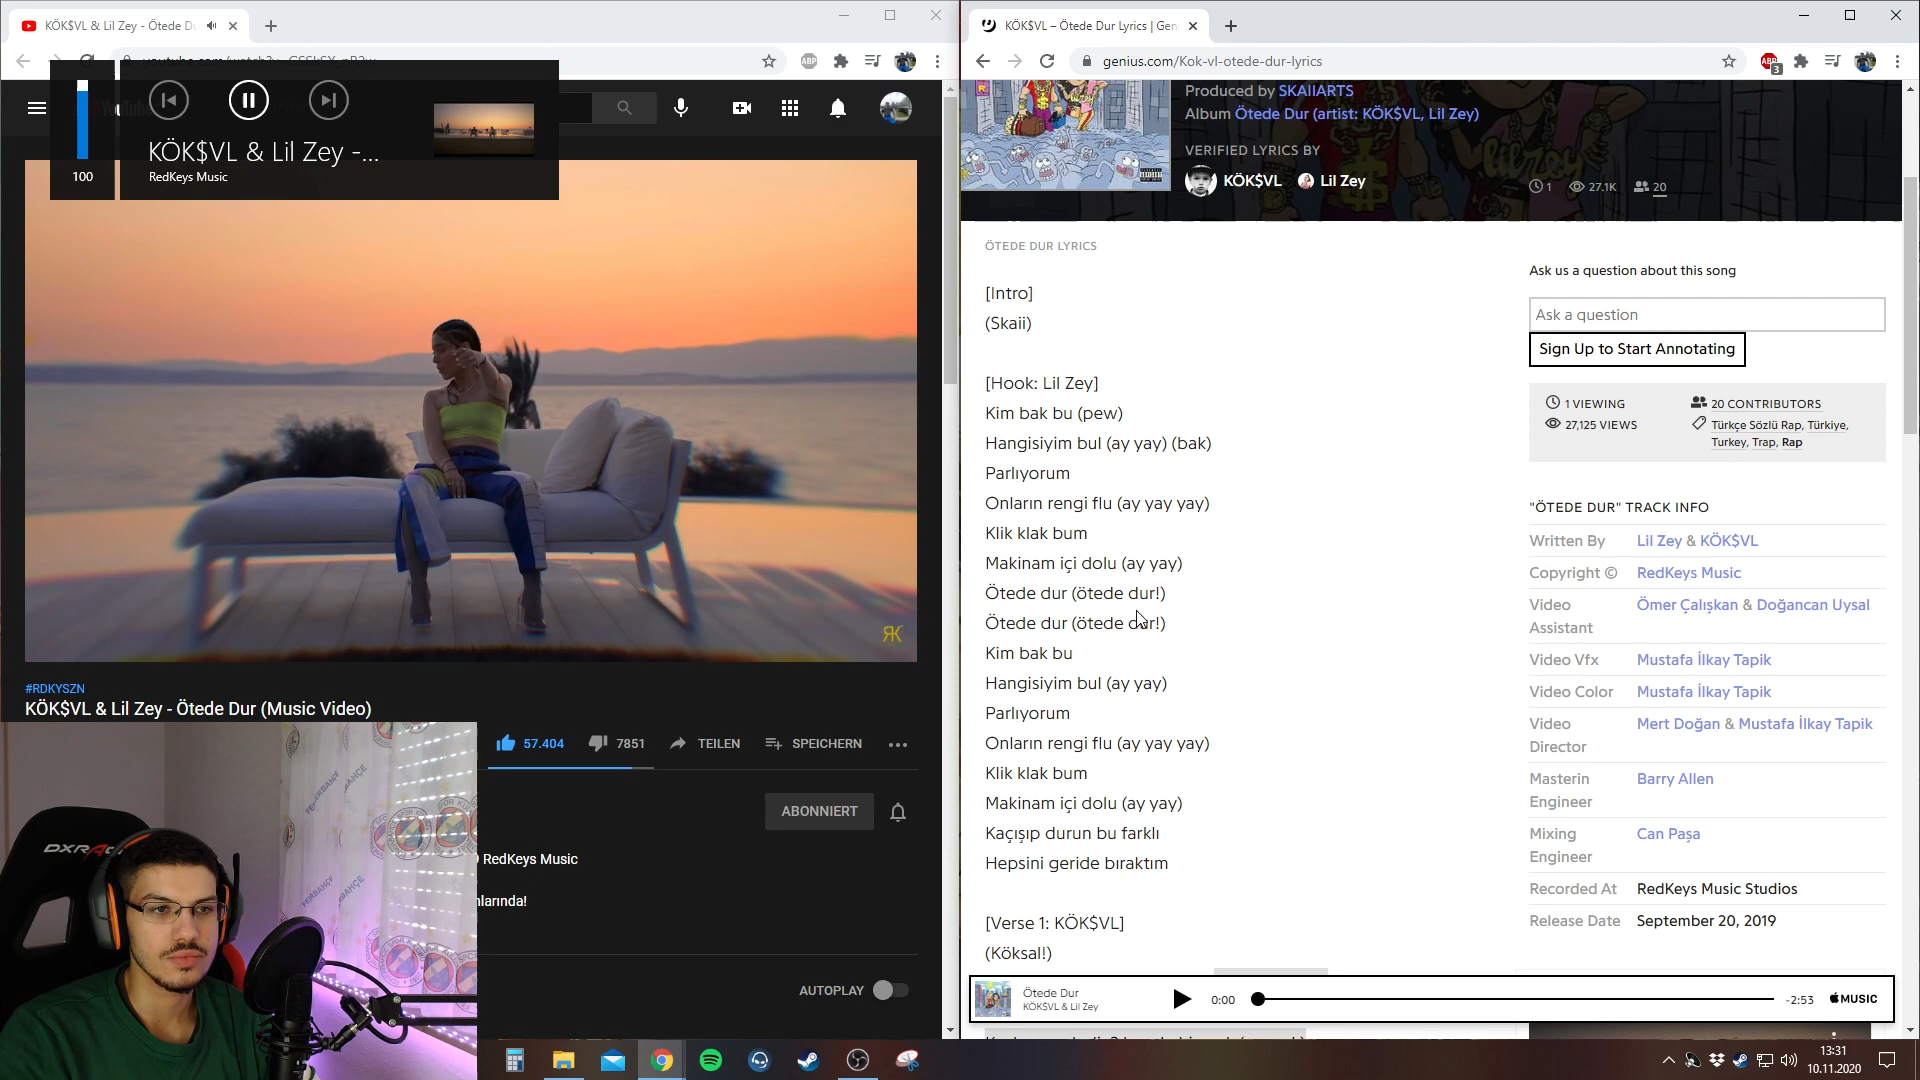 KÖK$VL & Lil Zey - Ötede Du
100
KÖK$VL & Lil Zey -...
RedKeys Music
#RDKYSZN
KÖK$VL & Lil Zey - Ötede Dur (Music Video)
57.404
7851
TEILEN
SPEICHERN
ABONNIERT
RedKeys Music
nlarında!
AUTOPLAY
DXRA
FENERBAHÇE
KÖK$VL – Ötede Dur Lyrics | Gen
genius.com/Kok-vl-otede-dur-lyrics
ABP
3
Produced by SKAIIARTS
Album Ötede Dur (artist: KÖK$VL, Lil Zey)
VERIFIED LYRICS BY
KÖK$VL
Lil Zey
1
27.1K
20
ÖTEDE DUR LYRICS
[Intro]
(Skaii)
[Hook: Lil Zey]
Kim bak bu (pew)
Hangisiyim bul (ay yay) (bak)
Parlıyorum
Onların rengi flu (ay yay yay)
Klik klak bum
Makinam içi dolu (ay yay)
Ötede dur (ötede dur!)
Ötede dur (ötede dur!)
Kim bak bu
Hangisiyim bul (ay yay)
Parlıyorum
Onların rengi flu (ay yay yay)
Klik klak bum
Makinam içi dolu (ay yay)
Kaçışıp durun bu farklı
Hepsini geride bıraktım
[Verse 1: KÖK$VL]
(Köksal!)
Ask us a question about this song
Ask a question
Sign Up to Start Annotating
1 VIEWING
27,125 VIEWS
20 CONTRIBUTORS
Türkçe Sözlü Rap, Türkiye,
Turkey, Trap, Rap
"ÖTEDE DUR" TRACK INFO
Written By Lil Zey & KÖK$VL
Copyright © RedKeys Music
Video Assistant Ömer Çalışkan & Doğancan Uysal
Video Vfx Mustafa İlkay Tapik
Video Color Mustafa İlkay Tapik
Video Director Mert Doğan & Mustafa İlkay Tapik
Masterin Engineer Barry Allen
Mixing Engineer Can Paşa
Recorded At RedKeys Music Studios
Release Date September 20, 2019
Ötede Dur
KÖK$VL & Lil Zey
0:00
-2:53
MUSIC
13:31
10.11.2020